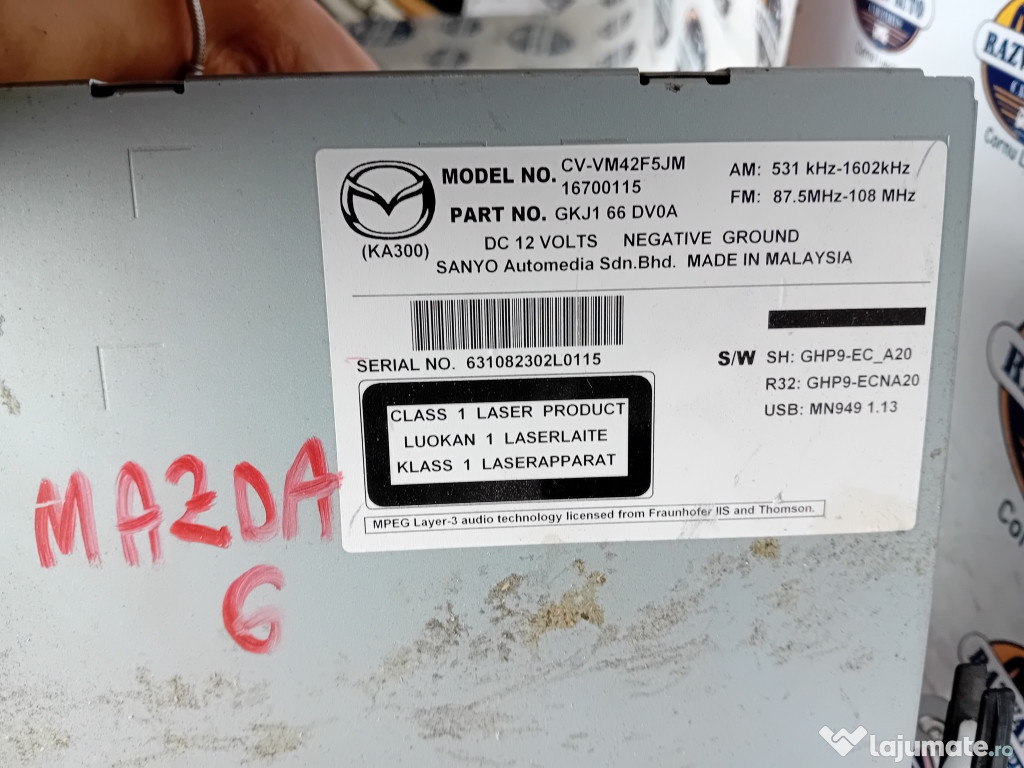 MODEL NO. CV-VM42F5JM
16700115
AM: 531 kHz-1602kHz
FM: 87.5MHz-108 MHz
PART NO. GKJ1 66 DV0A
(KA300)
DC 12 VOLTS NEGATIVE GROUND
SANYO Automedia Sdn.Bhd. MADE IN MALAYSIA
SERIAL NO. 631082302L0115
S/W SH: GHP9-EC_A20
R32: GHP9-ECNA20
USB: MN949 1.13
CLASS 1 LASER PRODUCT
LUOKAN 1 LASERLAITE
KLASS 1 LASERAPPARAT
MPEG Layer-3 audio technology licensed from Fraunhofer IIS and Thomson.
MAZDA
6
lajumate.ro